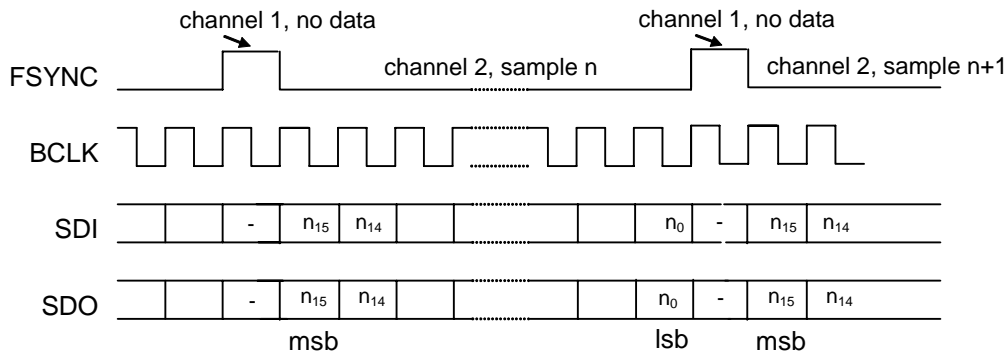 channel 1, no data channel 1, no data
FSYNC channel 2, sample n channel 2, sample n+1
BCLK
SDI - n₁₅ n₁₄ n₀ - n₁₅ n₁₄
SDO - n₁₅ n₁₄ n₀ - n₁₅ n₁₄
msb lsb msb